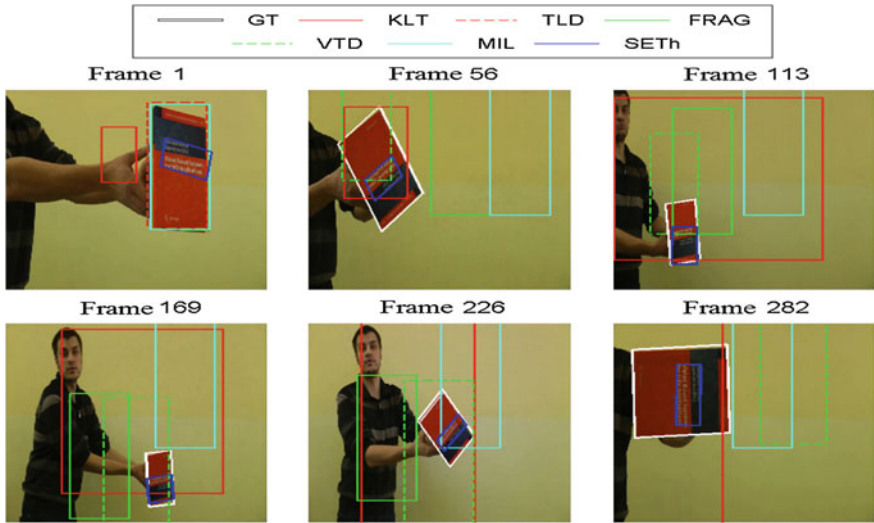 GT KLT TLD FRAG
VTD MIL SETh
Frame 1 Frame 56 Frame 113
Frame 169 Frame 226 Frame 282